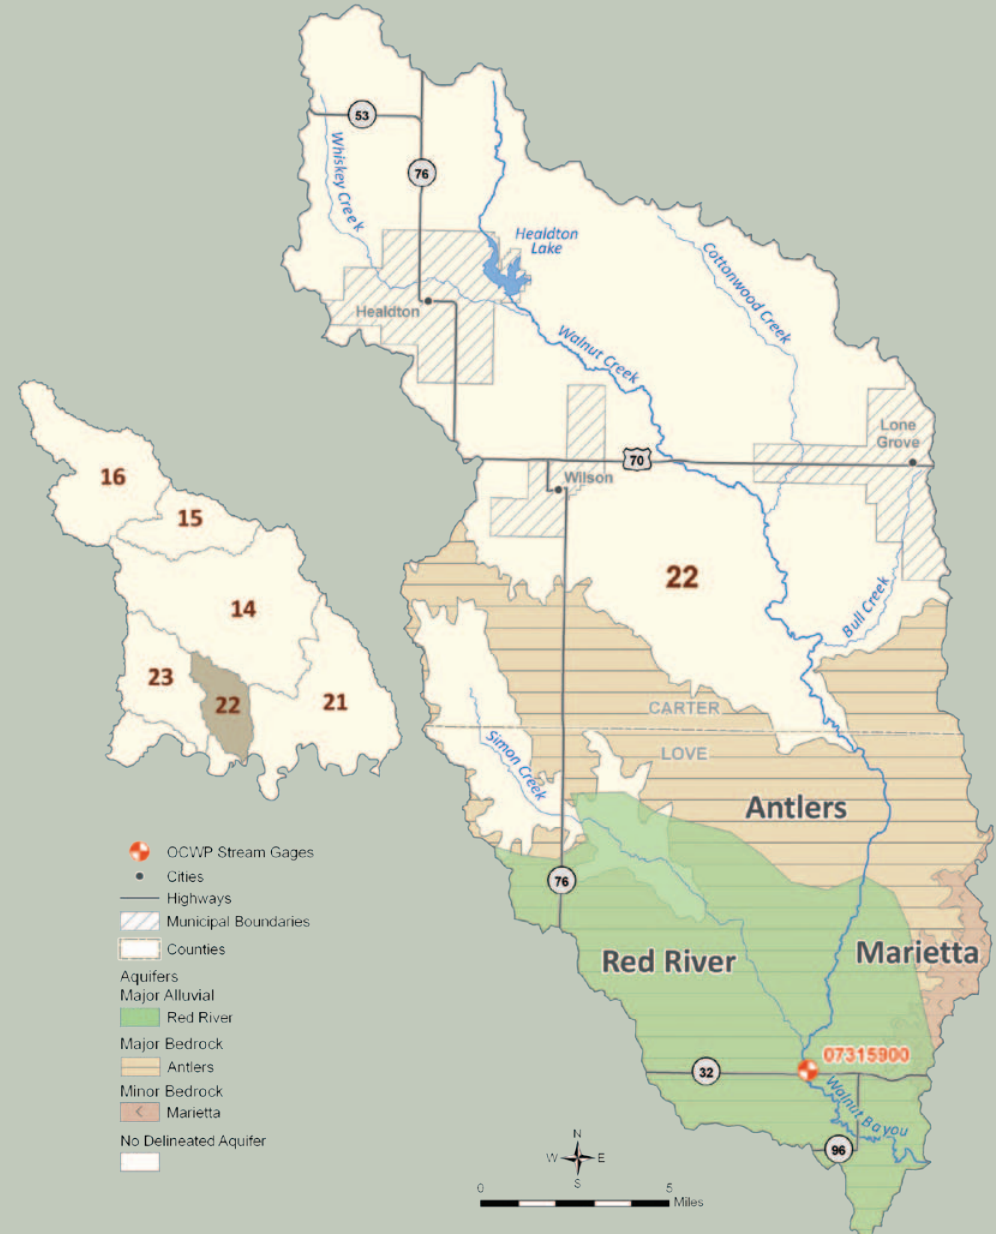 53
76
Whiskey Creek
Healdton
Lake
Cottonwood Creek
Healdton
Walnut Creek
Lone
Grove
70
Wilson
16
15
14
23
22
21
22
Bull Creek
CARTER
LOVE
Simon Creek
Antlers
76
Red River
Marietta
07315900
32
Walnut Bayou
96
OCWP Stream Gages
Cities
Highways
Municipal Boundaries
Counties
Aquifers
Major Alluvial
Red River
Major Bedrock
Antlers
Minor Bedrock
Marietta
No Delineated Aquifer
N
W E
S
0 5
Miles